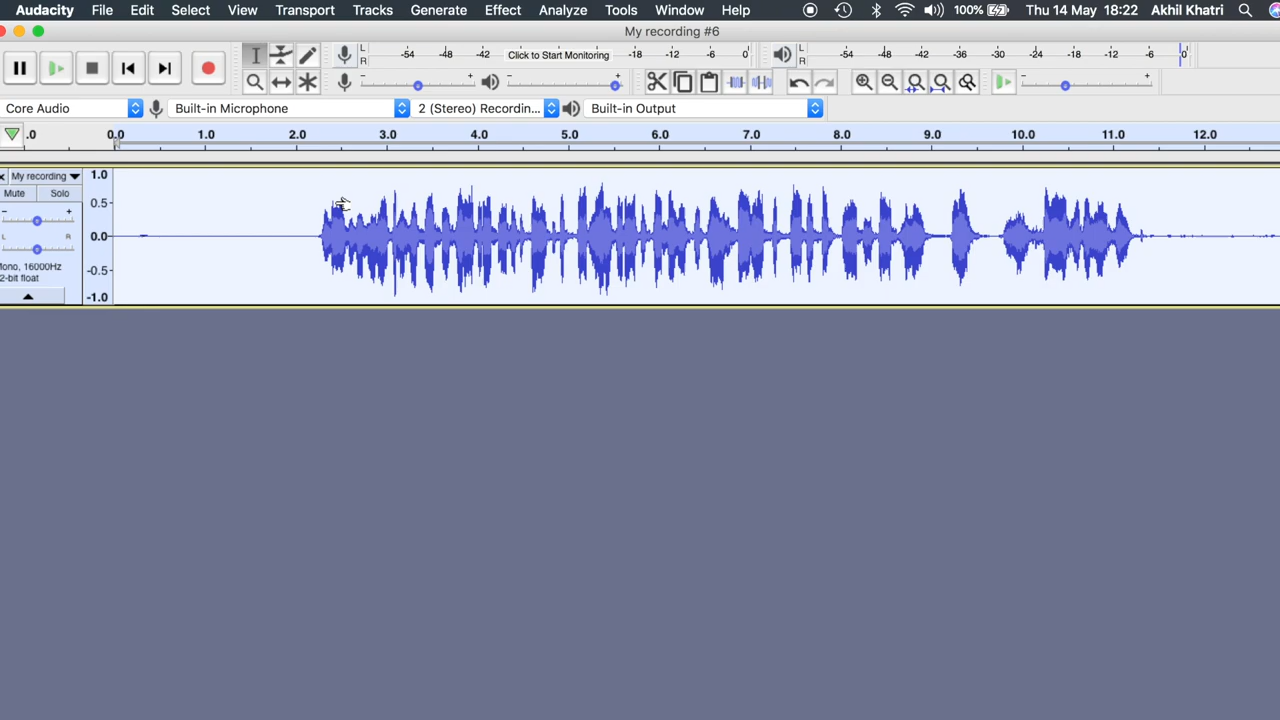 Audacity File Edit Select View Transport Tracks Generate Effect Analyze Tools Window Help 100% Thu 14 May 18:22 Akhil Khatri
My recording #6
L R -54 -48 -42 Click to Start Monitoring -18 -12 -6 0 L R -54 -48 -42 -36 -30 -24 -18 -12 -6 0
- + - + - +
Core Audio Built-in Microphone 2 (Stereo) Recordin... Built-in Output
.0 0.0 1.0 2.0 3.0 4.0 5.0 6.0 7.0 8.0 9.0 10.0 11.0 12.0
My recording 1.0
Mute Solo
- + 0.5
L R 0.0
Mono, 16000Hz
2-bit float -0.5
-1.0